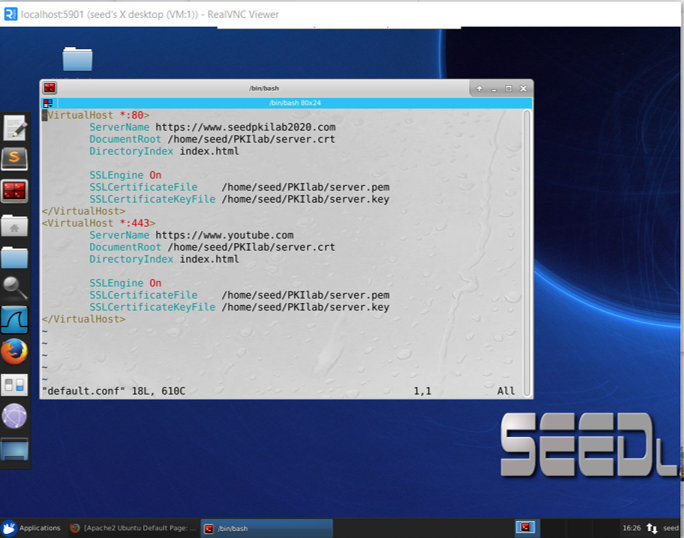 localhost:5901 (seed's X desktop (VM:1)) - RealVNC Viewer
/bin/bash
/bin/bash 80x24
<VirtualHost *:80>
ServerName https://www.seedpkilab2020.com
DocumentRoot /home/seed/PKIlab/server.crt
DirectoryIndex index.html
SSLEngine On
SSLCertificateFile /home/seed/PKIlab/server.pem
SSLCertificateKeyFile /home/seed/PKIlab/server.key
</VirtualHost>
<VirtualHost *:443>
ServerName https://www.youtube.com
DocumentRoot /home/seed/PKIlab/server.crt
DirectoryIndex index.html
SSLEngine On
SSLCertificateFile /home/seed/PKIlab/server.pem
SSLCertificateKeyFile /home/seed/PKIlab/server.key
</VirtualHost>
~
~
~
~
~
"default.conf" 18L, 610C 1,1 All
SEEDL
Applications [Apache2 Ubuntu Default Page: ... /bin/bash 16:26 seed